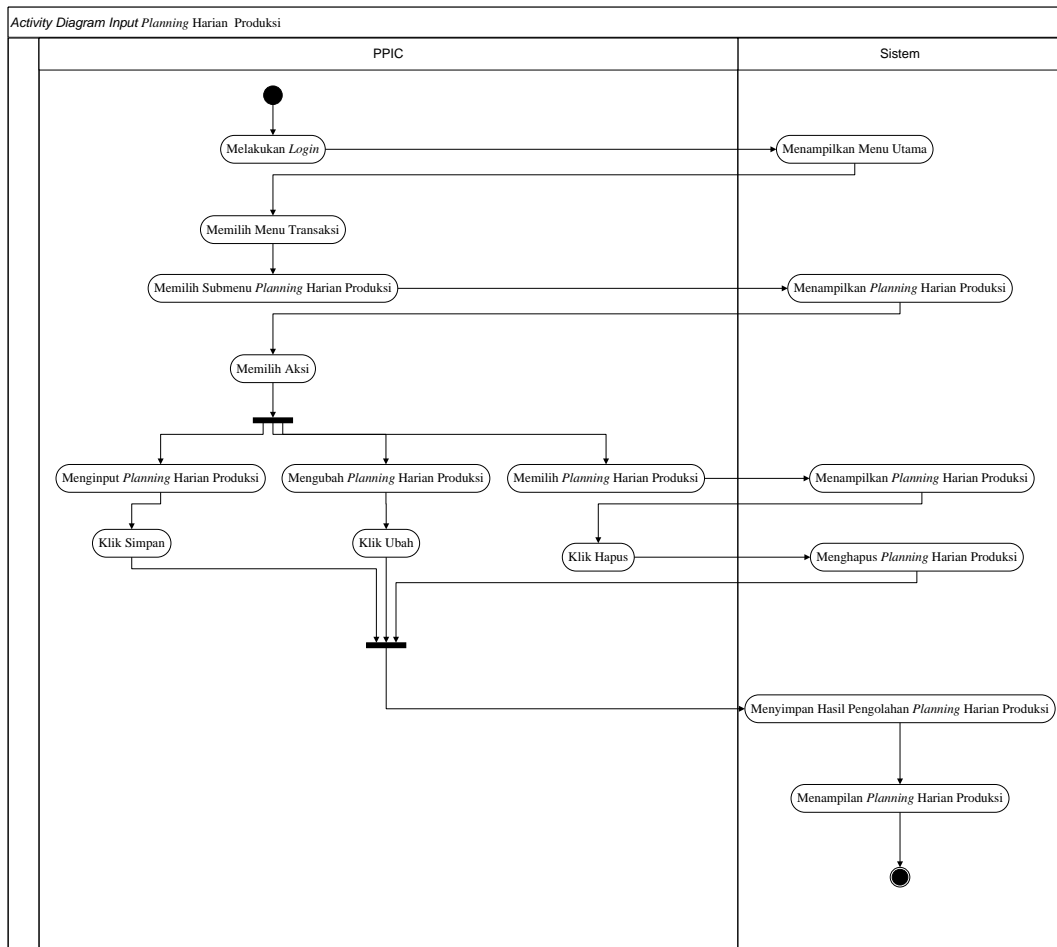 Activity Diagram Input Planning Harian Produksi
PPIC
Sistem
Melakukan Login
Menampilkan Menu Utama
Memilih Menu Transaksi
Memilih Submenu Planning Harian Produksi
Menampilkan Planning Harian Produksi
Memilih Aksi
Menginput Planning Harian Produksi
Mengubah Planning Harian Produksi
Memilih Planning Harian Produksi
Menampilkan Planning Harian Produksi
Klik Simpan
Klik Ubah
Klik Hapus
Menghapus Planning Harian Produksi
Menyimpan Hasil Pengolahan Planning Harian Produksi
Menampilan Planning Harian Produksi